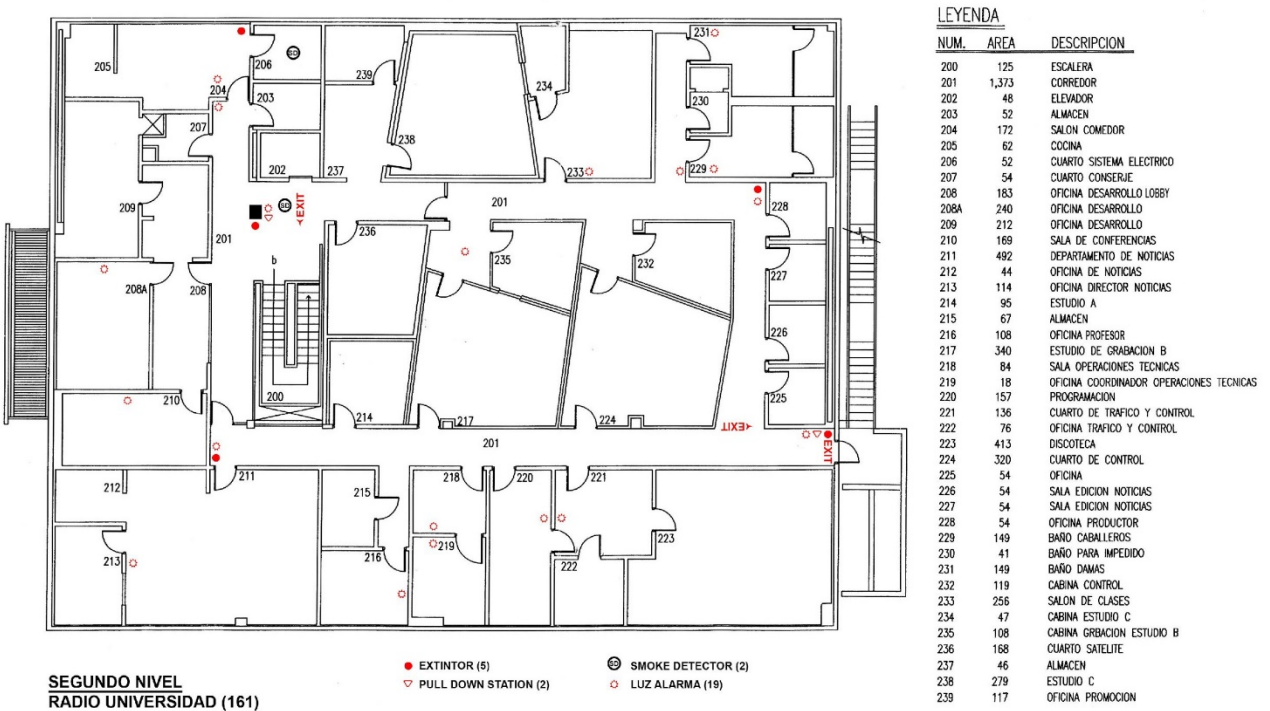 LEYENDA
NUM. AREA DESCRIPCION
200 125 ESCALERA
201 1,373 CORREDOR
202 48 ELEVADOR
203 52 ALMACEN
204 172 SALON COMEDOR
205 62 COCINA
206 52 CUARTO SISTEMA ELECTRICO
207 54 CUARTO CONSERJE
208 183 OFICINA DESARROLLO LOBBY
208A 240 OFICINA DESARROLLO
209 212 OFICINA DESARROLLO
210 169 SALA DE CONFERENCIAS
211 492 DEPARTAMENTO DE NOTICIAS
212 44 OFICINA DE NOTICIAS
213 114 OFICINA DIRECTOR NOTICIAS
214 95 ESTUDIO A
215 67 ALMACEN
216 108 OFICINA PROFESOR
217 340 ESTUDIO DE GRABACION B
218 84 SALA OPERACIONES TECNICAS
219 18 OFICINA COORDINADOR OPERACIONES TECNICAS
220 157 PROGRAMACION
221 136 CUARTO DE TRAFICO Y CONTROL
222 76 OFICINA TRAFICO Y CONTROL
223 413 DISCOTECA
224 320 CUARTO DE CONTROL
225 54 OFICINA
226 54 SALA EDICION NOTICIAS
227 54 SALA EDICION NOTICIAS
228 54 OFICINA PRODUCTOR
229 149 BAÑO CABALLEROS
230 41 BAÑO PARA IMPEDIDO
231 149 BAÑO DAMAS
232 119 CABINA CONTROL
233 256 SALON DE CLASES
234 47 CABINA ESTUDIO C
235 108 CABINA GRBACION ESTUDIO B
236 168 CUARTO SATELITE
237 46 ALMACEN
238 279 ESTUDIO C
239 117 OFICINA PROMOCION
231
205
206
SD
239
204
234
203
230
207
238
202
237
233
229
209
SD
EXIT
201
228
201
236
235
232
227
b
208A
208
226
200
225
210
214
217
224
EXIT
201
EXIT
211
218
220
221
212
215
219
223
213
216
222
EXTINTOR (5)
SMOKE DETECTOR (2)
SD
PULL DOWN STATION (2)
LUZ ALARMA (19)
SEGUNDO NIVEL
RADIO UNIVERSIDAD (161)